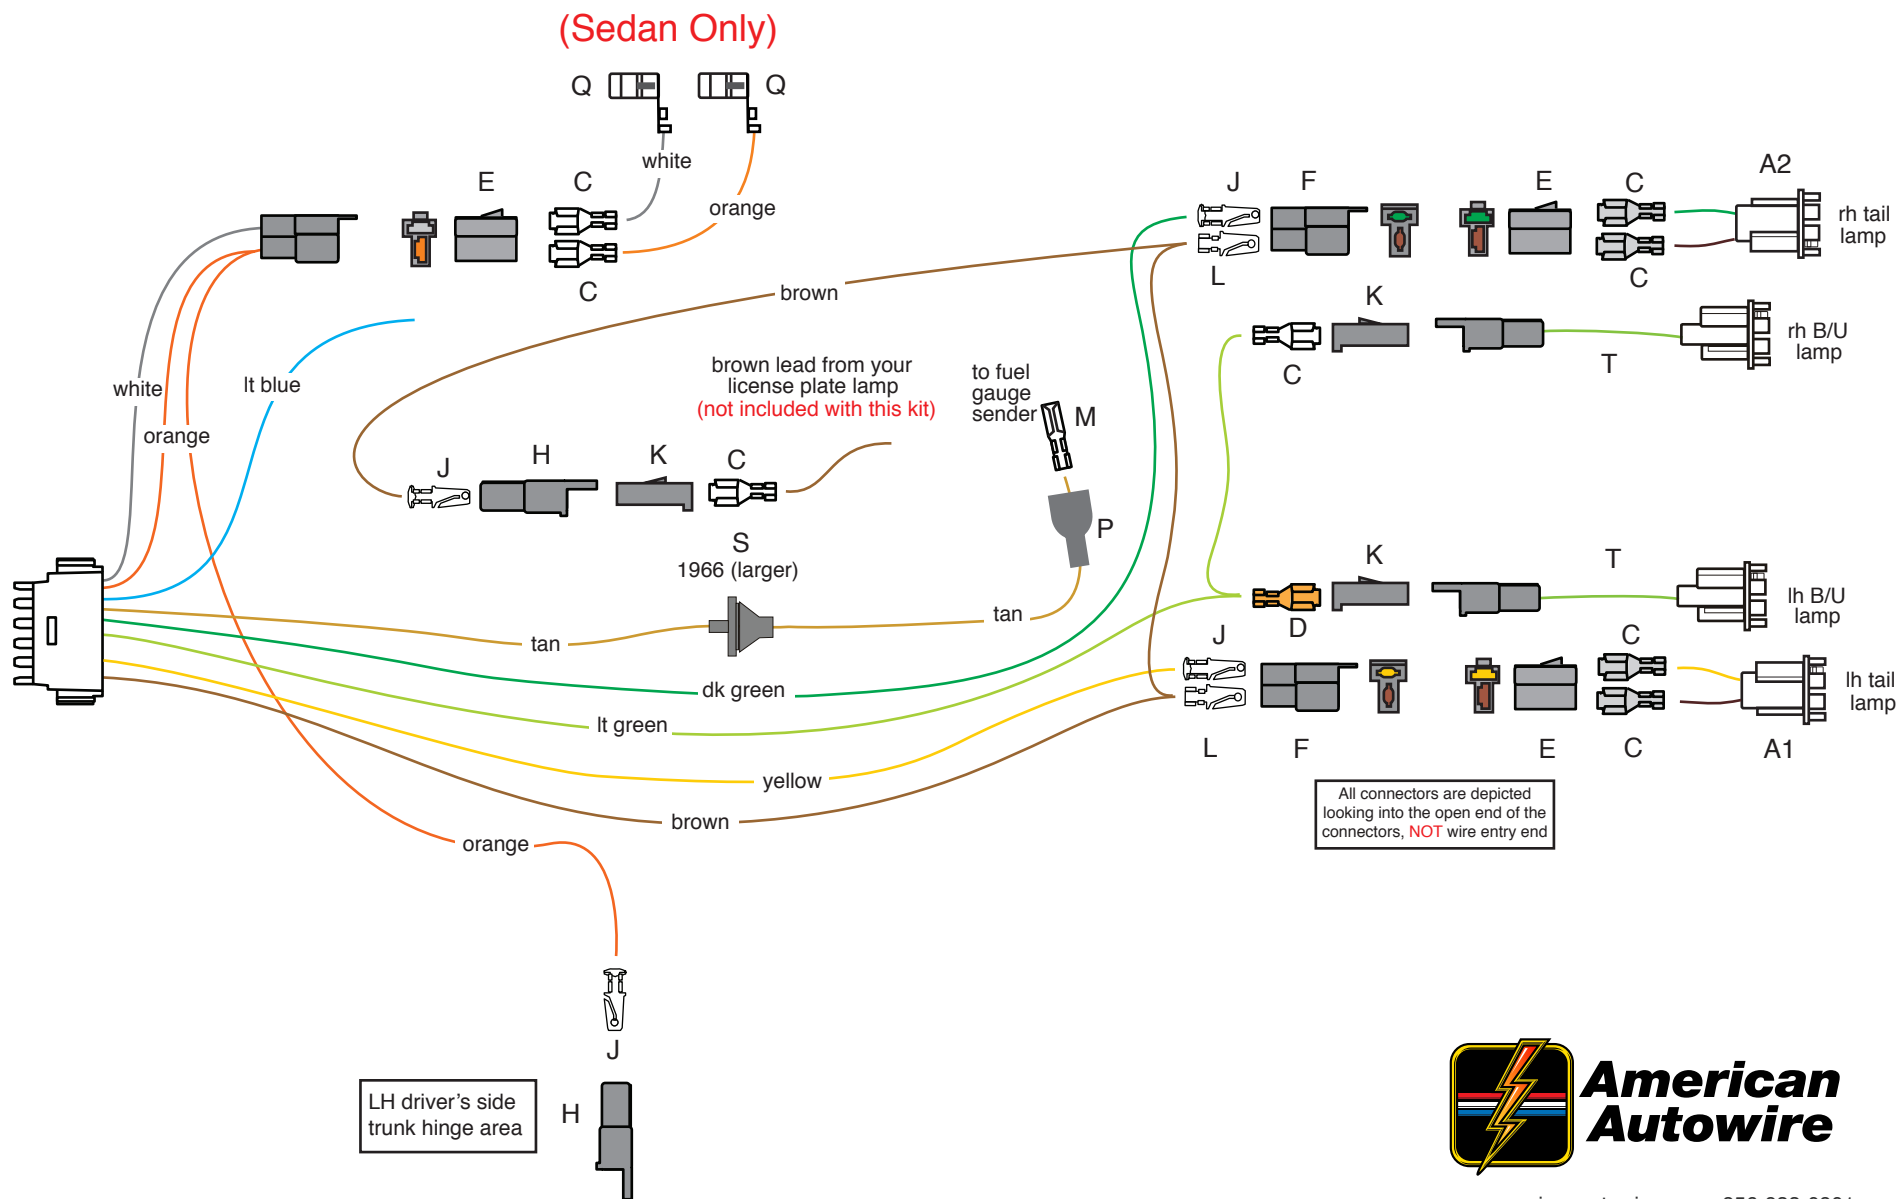 (Sedan Only)
Q
Q
white
orange
E
C
C
J
F
E
C
A2
rh tail
lamp
L
C
brown
K
C
T
rh B/U
lamp
white
lt blue
orange
brown lead from your
license plate lamp
(not included with this kit)
to fuel
gauge
sender
M
J
H
K
C
P
S
1966 (larger)
K
T
lh B/U
lamp
D
tan
tan
J
C
lh tail
lamp
dk green
lt green
L
F
E
C
A1
yellow
brown
orange
All connectors are depicted
looking into the open end of the
connectors, NOT wire entry end
J
LH driver's side
trunk hinge area
H
American
Autowire